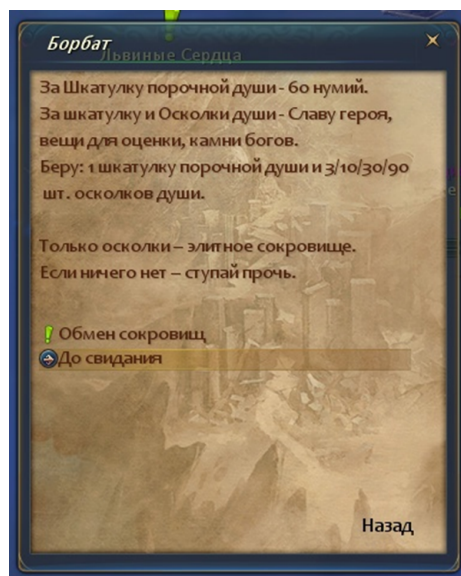 Борбат
Львиные Сердца
За Шкатулку порочной души - 60 нумий.
За шкатулку и Осколки души - Славу героя,
вещи для оценки, камни богов.
Беру: 1 шкатулку порочной души и 3/10/30/90
шт. осколков души.
Только осколки – элитное сокровище.
Если ничего нет – ступай прочь.
Обмен сокровищ
До свидания
Назад